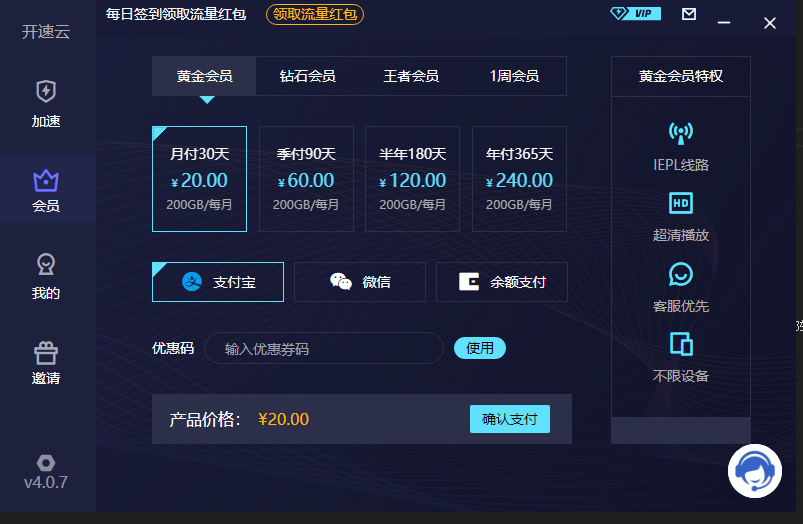 开速云
每日签到领取流量红包 领取流量红包 VIP
加速
会员
我的
邀请
v4.0.7
黄金会员 钻石会员 王者会员 1周会员
月付30天 季付90天 半年180天 年付365天
¥20.00 ¥60.00 ¥120.00 ¥240.00
200GB/每月 200GB/每月 200GB/每月 200GB/每月
支 支付宝 微信 余额支付
优惠码 输入优惠券码 使用
产品价格： ¥20.00 确认支付
黄金会员特权
IEPL线路
HD
超清播放
客服优先
不限设备